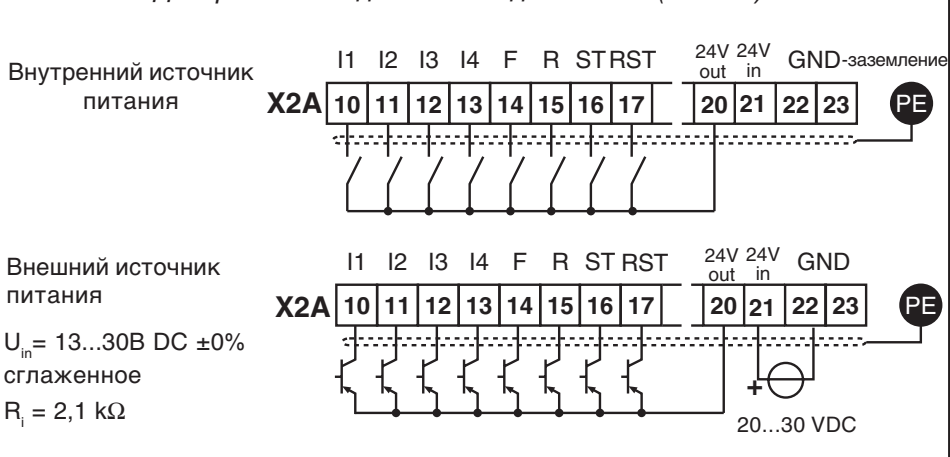 I1 I2 I3 I4 F R ST RST 24V out 24V in GND-заземление
Внутренний источник
питания
X2A 10 11 12 13 14 15 16 17 20 21 22 23 PE
I1 I2 I3 I4 F R ST RST 24V out 24V in GND
Внешний источник
питания
X2A 10 11 12 13 14 15 16 17 20 21 22 23 PE
Uin= 13...30В DC ±0%
сглаженное
Ri = 2,1 kΩ
+
20...30 VDC